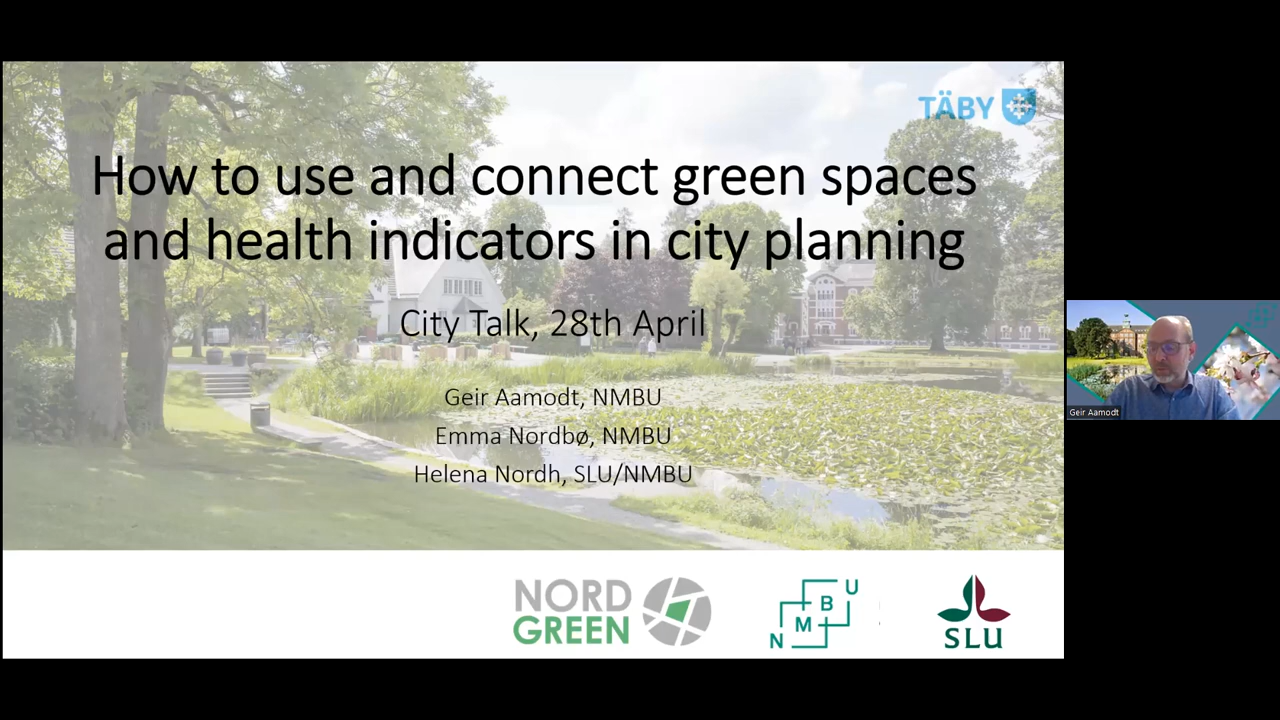 TÄBY
How to use and connect green spaces
and health indicators in city planning
City Talk, 28th April
Geir Aamodt, NMBU
Emma Nordbø, NMBU
Helena Nordh, SLU/NMBU
Geir Aamodt
NORD
GREEN
NMBU
SLU